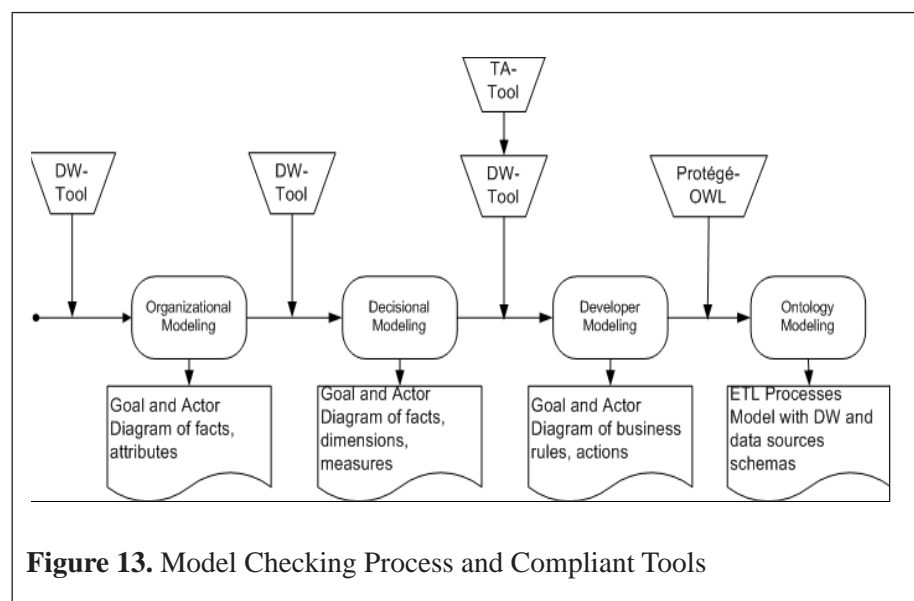 TA-
Tool
DW-
Tool
DW-
Tool
DW-
Tool
Protégé-
OWL
Organizational
Modeling
Decisional
Modeling
Developer
Modeling
Ontology
Modeling
Goal and Actor
Diagram of facts,
attributes
Goal and Actor
Diagram of facts,
dimensions,
measures
Goal and Actor
Diagram of business
rules, actions
ETL Processes
Model with DW and
data sources
schemas
Figure 13. Model Checking Process and Compliant Tools